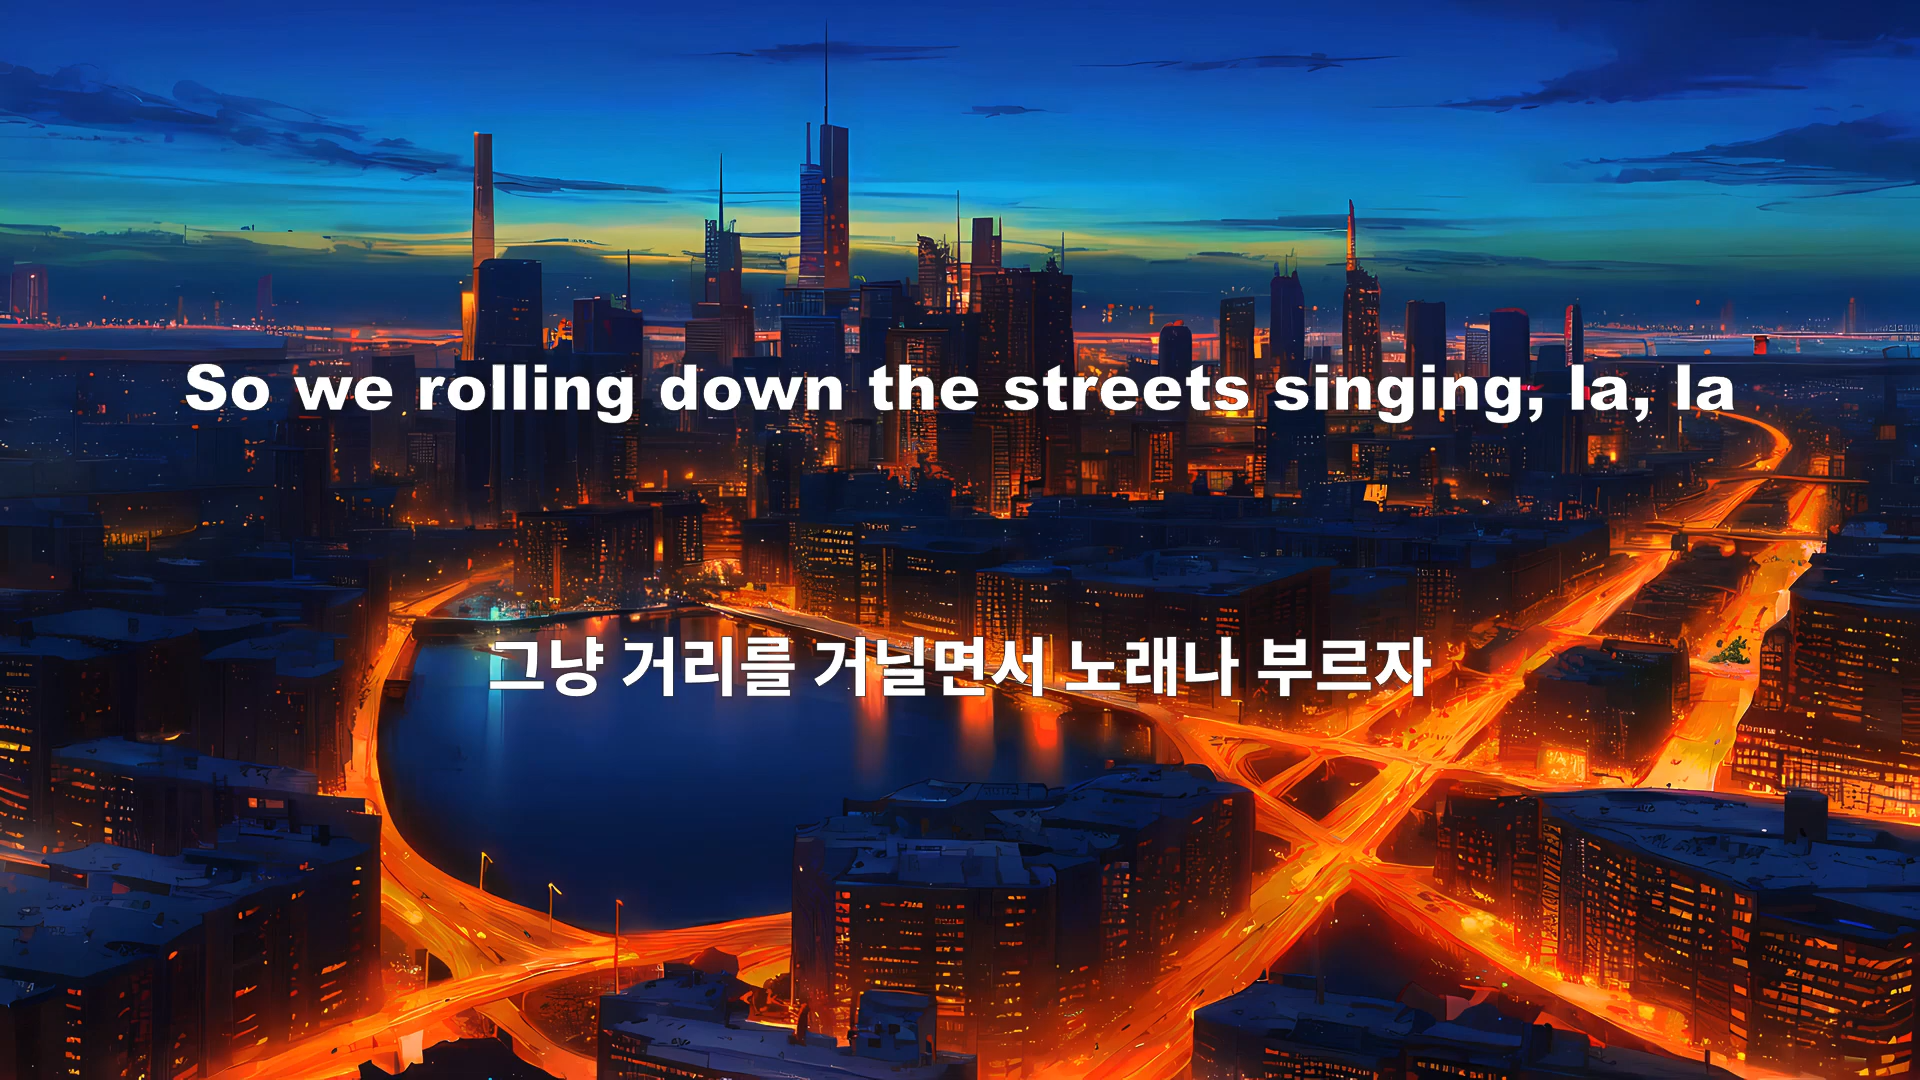 So we rolling down the streets singing, la, la
그냥 거리를 거닐면서 노래나 부르자